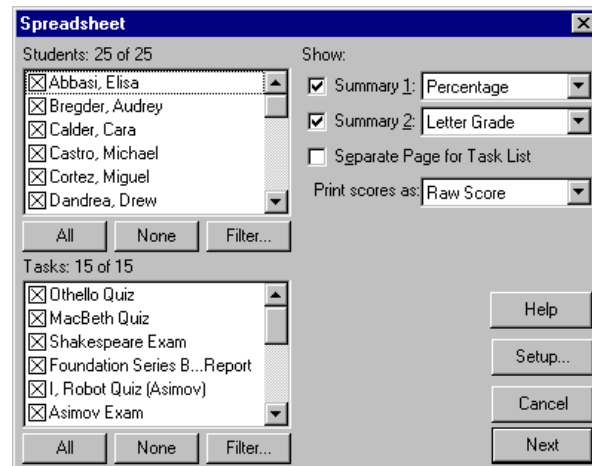 Spreadsheet
Students: 25 of 25
Abbasi, Elisa
Bregder, Audrey
Calder, Cara
Castro, Michael
Cortez, Miguel
Dandrea, Drew
All None Filter...
Tasks: 15 of 15
Othello Quiz
MacBeth Quiz
Shakespeare Exam
Foundation Series B...Report
I, Robot Quiz (Asimov)
Asimov Exam
All None Filter...
Show:
Summary 1: Percentage
Summary 2: Letter Grade
Separate Page for Task List
Print scores as: Raw Score
Help
Setup...
Cancel
Next